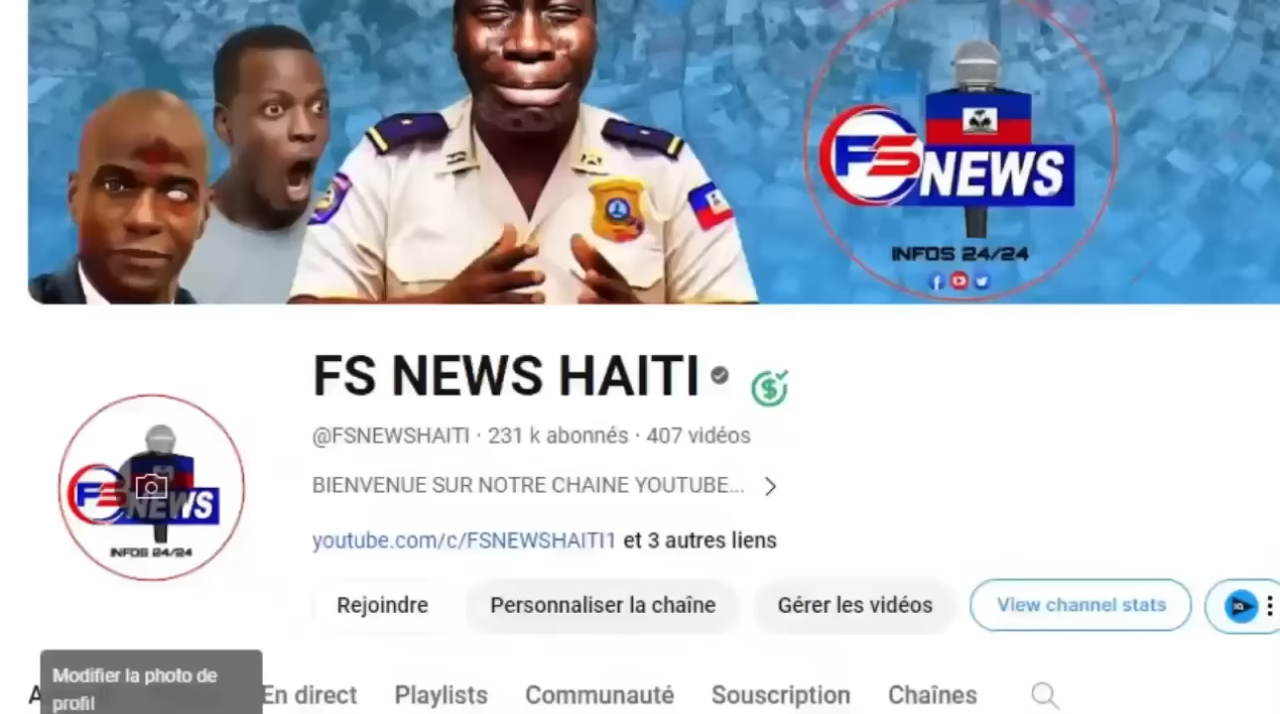 FS NEWS
INFOS 24/24
FS NEWS HAITI
@FSNEWSHAITI · 231 k abonnés · 407 vidéos
BIENVENUE SUR NOTRE CHAINE YOUTUBE...
youtube.com/c/FSNEWSHAITI1 et 3 autres liens
FS NEWS
INFOS 24/24
Rejoindre
Personnaliser la chaîne
Gérer les vidéos
View channel stats
Modifier la photo de
profil
En direct
Playlists
Communauté
Souscription
Chaînes